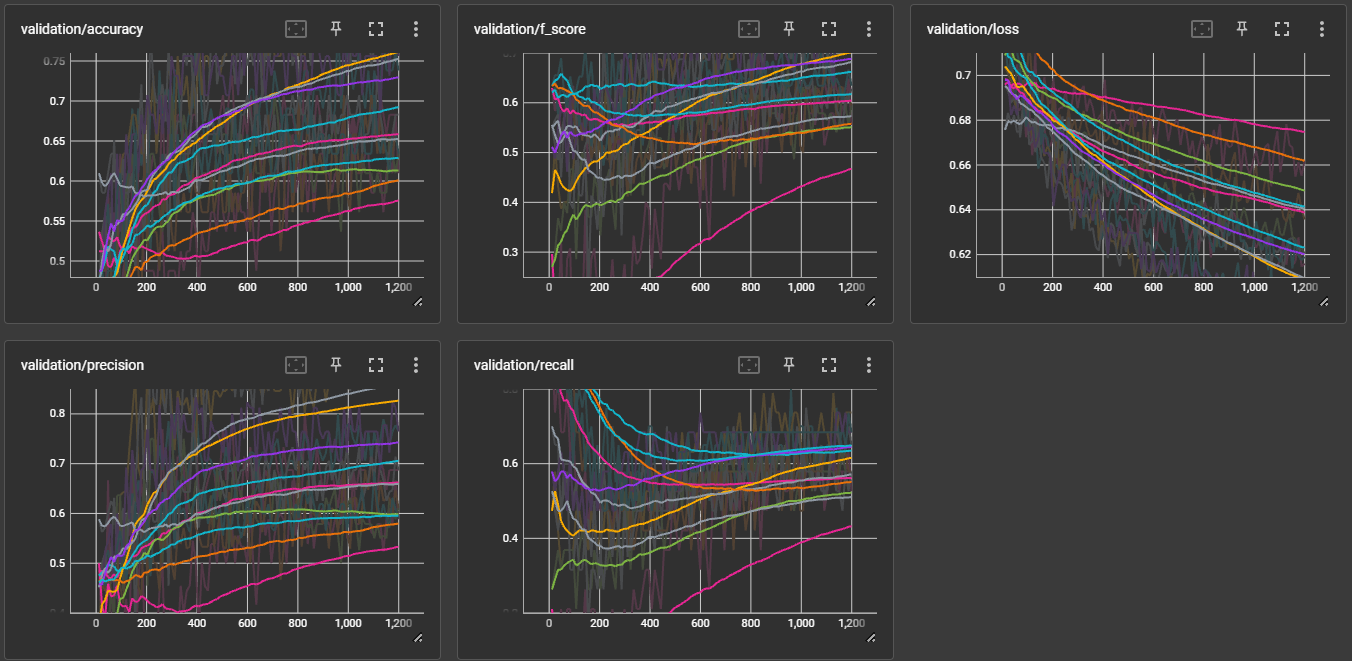 validation/accuracy
0.75
0.7
0.65
0.6
0.55
0.5
0 200 400 600 800 1,000 1,200
validation/f_score
0.6
0.5
0.4
0.3
0 200 400 600 800 1,000 1,200
validation/loss
0.7
0.68
0.66
0.64
0.62
0 200 400 600 800 1,000 1,200
validation/precision
0.8
0.7
0.6
0.5
0 200 400 600 800 1,000 1,200
validation/recall
0.6
0.4
0 200 400 600 800 1,000 1,200